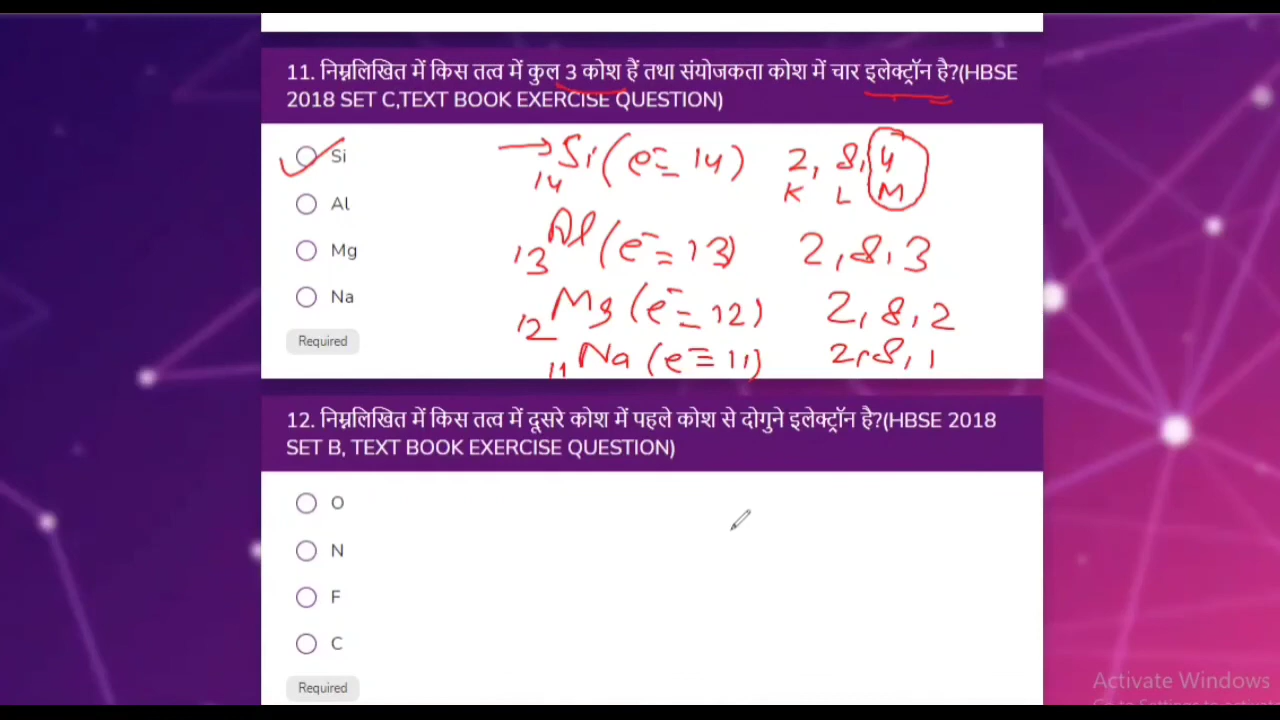 11. निम्नलिखित में किस तत्व में कुल 3 कोश हैं तथा संयोजकता कोश में चार इलेक्ट्रॉन है?(HBSE
2018 SET C,TEXT BOOK EXERCISE QUESTION)
Si
→ 14Si (e⁻= 14) 2, 8, 4
K L M
Al
13Al (e⁻= 13) 2, 8, 3
Mg
12Mg (e⁻= 12) 2, 8, 2
Na
11Na (e⁻= 11) 2, 8, 1
Required
12. निम्नलिखित में किस तत्व में दूसरे कोश में पहले कोश से दोगुने इलेक्ट्रॉन है?(HBSE 2018
SET B, TEXT BOOK EXERCISE QUESTION)
O
N
F
C
Required
Activate Windows